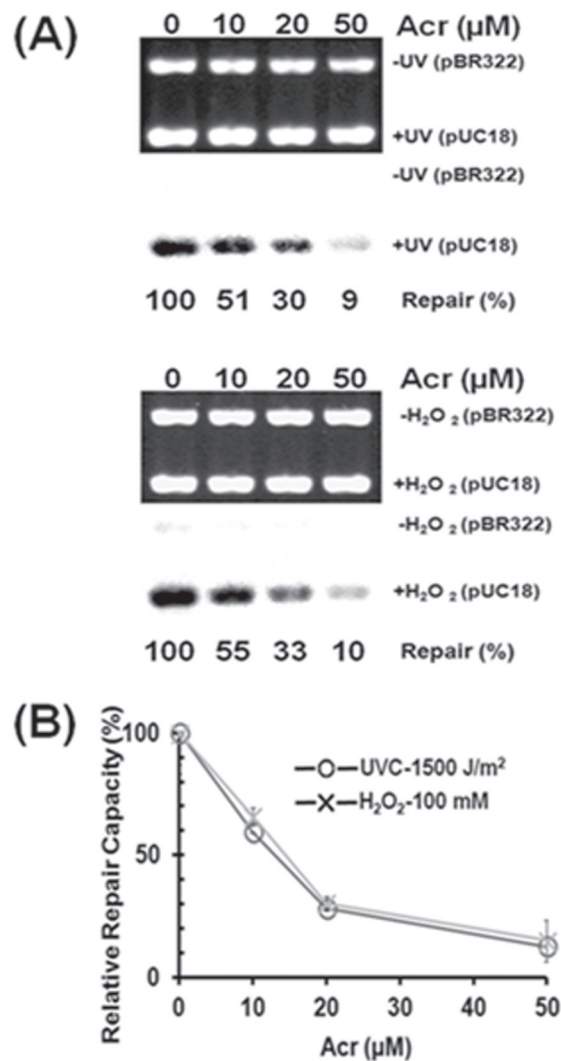 (A)
0 10 20 50 Acr (μM)
-UV (pBR322)
+UV (pUC18)
-UV (pBR322)
+UV (pUC18)
100 51 30 9 Repair (%)
0 10 20 50 Acr (μM)
-H₂O₂ (pBR322)
+H₂O₂ (pUC18)
-H₂O₂ (pBR322)
+H₂O₂ (pUC18)
100 55 33 10 Repair (%)
(B)
Relative Repair Capacity (%)
100
50
0
UVC-1500 J/m²
H₂O₂-100 mM
0 10 20 30 40 50
Acr (μM)